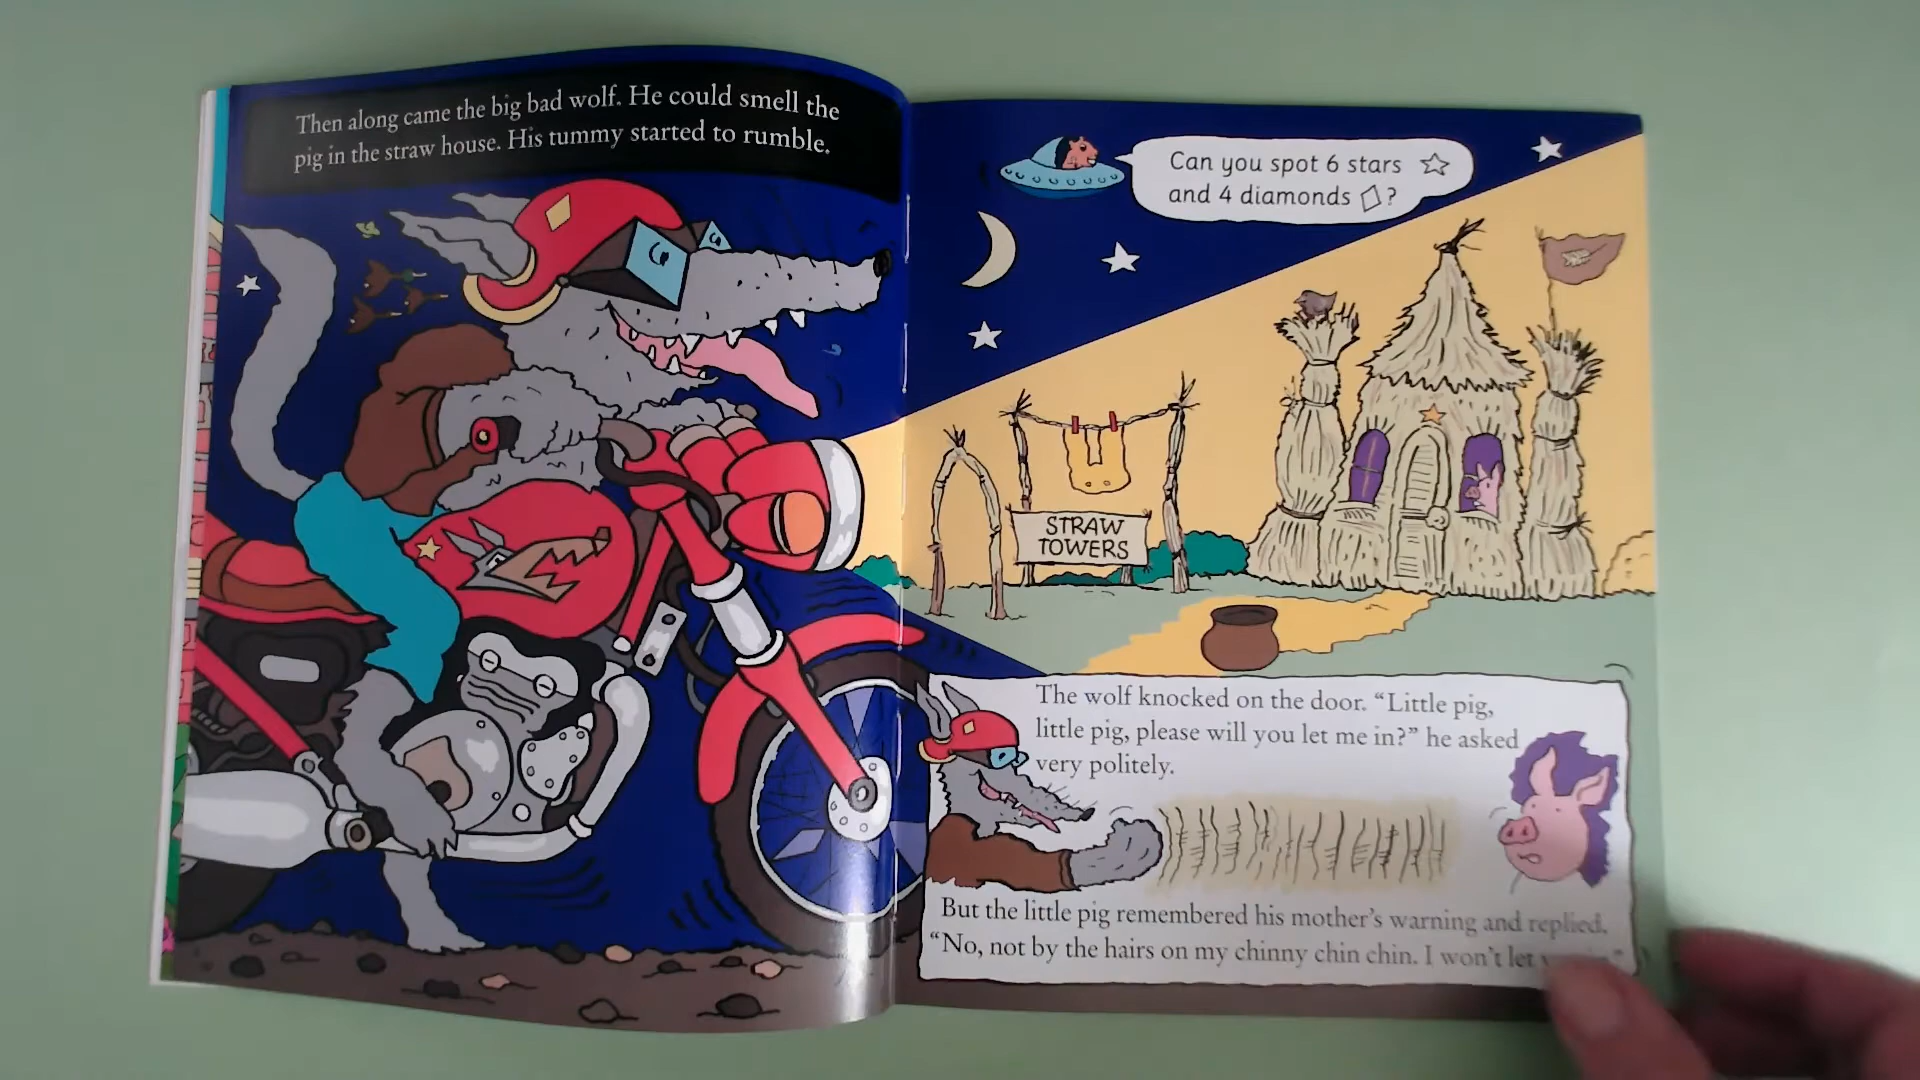 Then along came the big bad wolf. He could smell the
pig in the straw house. His tummy started to rumble.
Can you spot 6 stars
and 4 diamonds ?
STRAW
TOWERS
The wolf knocked on the door. “Little pig,
little pig, please will you let me in?” he asked
very politely.
But the little pig remembered his mother’s warning and replied,
“No, not by the hairs on my chinny chin chin. I won’t let